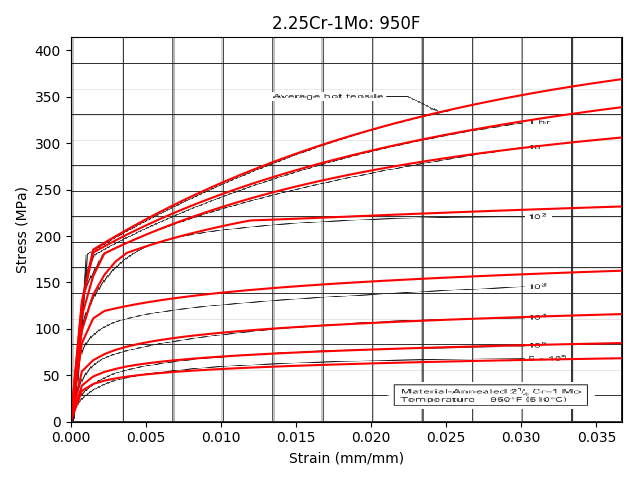 2.25Cr-1Mo: 950F
400
350
300
250
200
150
100
50
0
Stress (MPa)
Average hot tensile
1 hr
10
10²
10³
10⁴
10⁵
Material-Annealed 2¼ Cr-1 Mo
Temperature 950°F (510°C)
0.000 0.005 0.010 0.015 0.020 0.025 0.030 0.035
Strain (mm/mm)